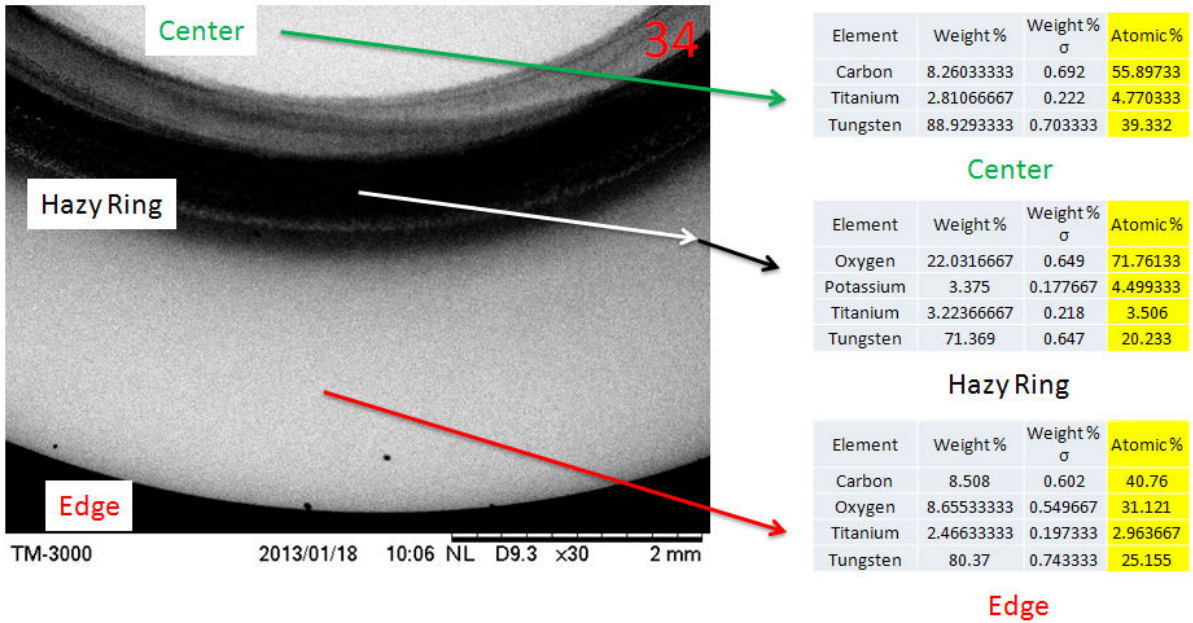 Center
34
Hazy Ring
Edge
TM-3000 2013/01/18 10:06 NL D9.3 x30 2 mm
Element Weight% Weight% σ Atomic%
Carbon 8.26033333 0.692 55.89733
Titanium 2.81066667 0.222 4.770333
Tungsten 88.9293333 0.703333 39.332
Center
Element Weight% Weight% σ Atomic%
Oxygen 22.0316667 0.649 71.76133
Potassium 3.375 0.177667 4.499333
Titanium 3.22366667 0.218 3.506
Tungsten 71.369 0.647 20.233
Hazy Ring
Element Weight% Weight% σ Atomic%
Carbon 8.508 0.602 40.76
Oxygen 8.65533333 0.549667 31.121
Titanium 2.46633333 0.197333 2.963667
Tungsten 80.37 0.743333 25.155
Edge